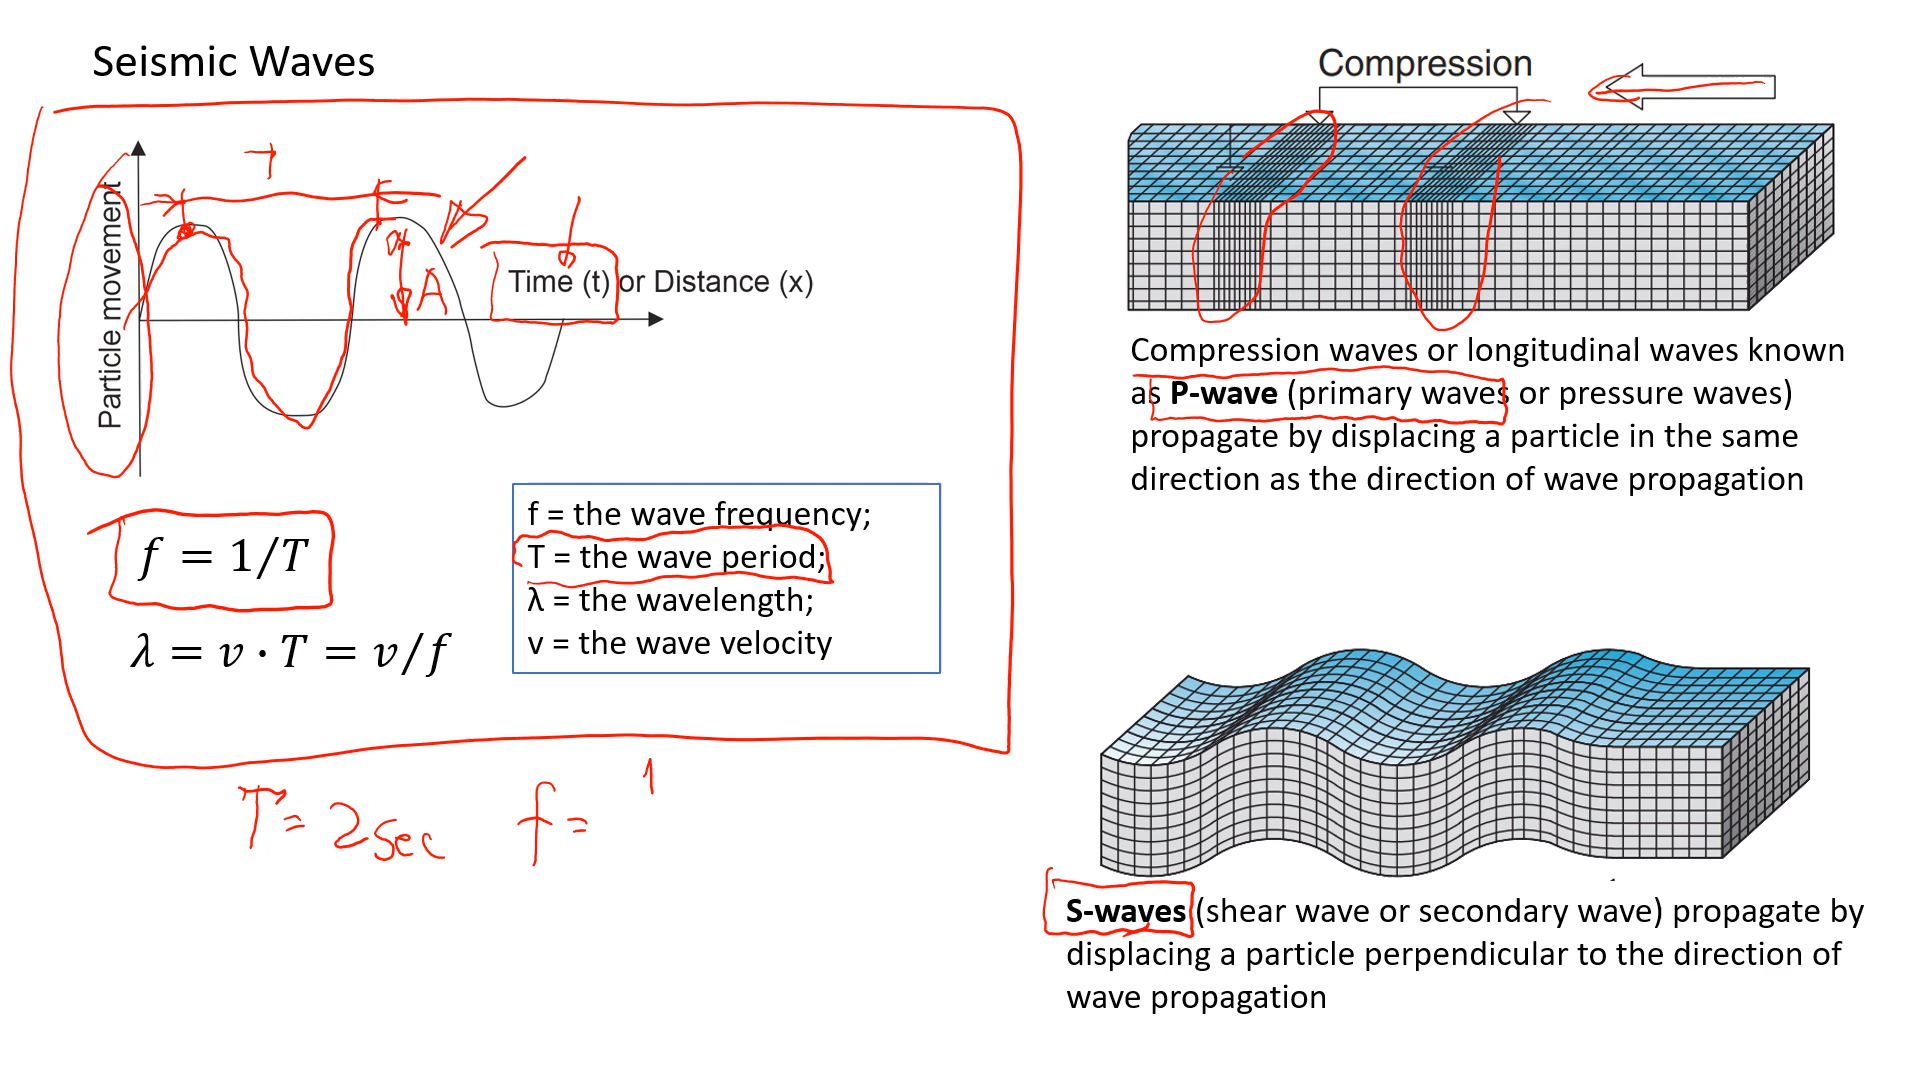 Seismic Waves
T
A
Particle movement
Time (t) or Distance (x)
f = 1/T
λ = v · T = v/f
f = the wave frequency;
T = the wave period;
λ = the wavelength;
v = the wave velocity
T = 2 sec f = 1
Compression
Compression waves or longitudinal waves known
as P-wave (primary waves or pressure waves)
propagate by displacing a particle in the same
direction as the direction of wave propagation
S-waves (shear wave or secondary wave) propagate by
displacing a particle perpendicular to the direction of
wave propagation